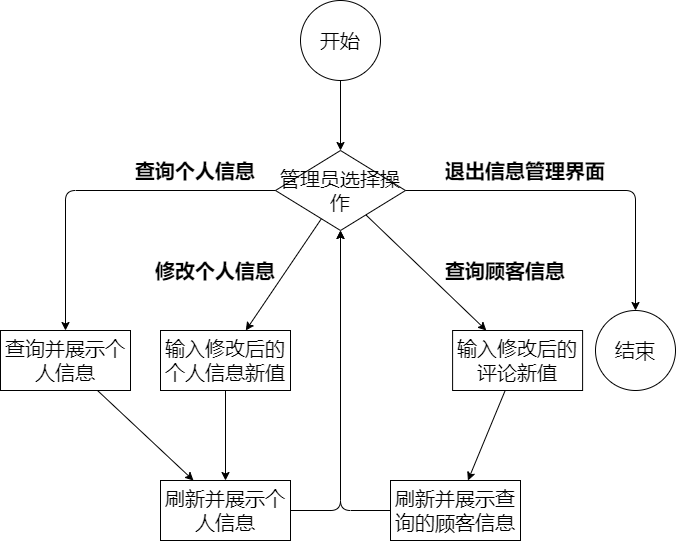 开始
查询个人信息
退出信息管理界面
管理员选择操
作
修改个人信息
查询顾客信息
查询并展示个
人信息
输入修改后的
个人信息新值
输入修改后的
评论新值
结束
刷新并展示个
人信息
刷新并展示查
询的顾客信息